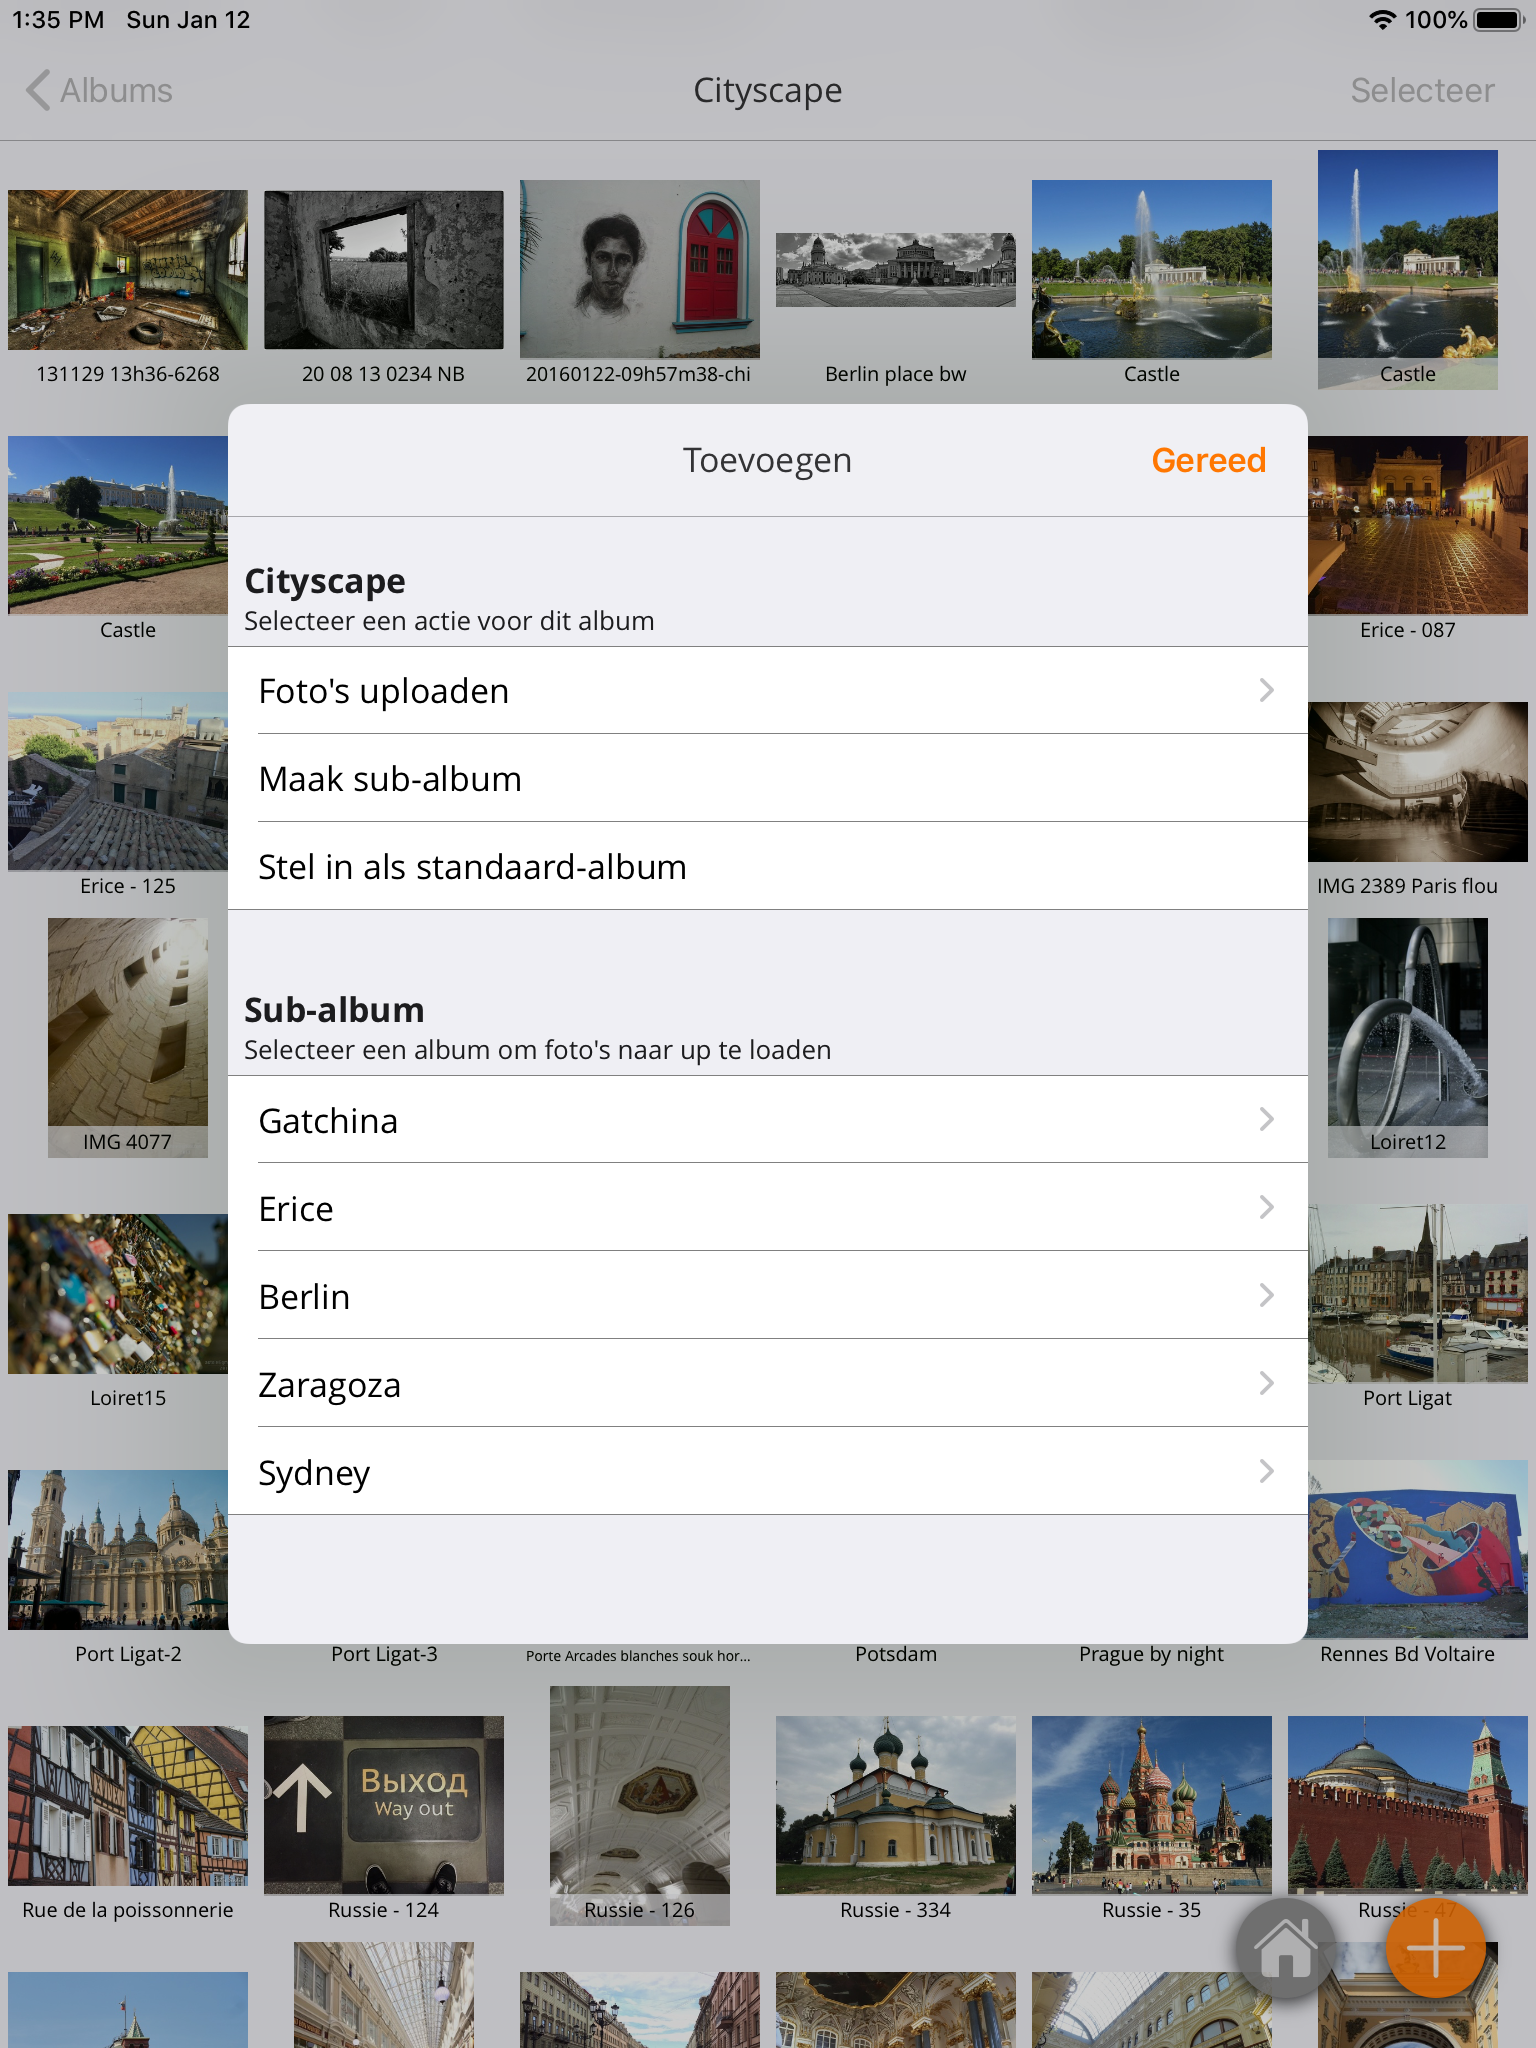 1:35 PM Sun Jan 12 100%
Albums Cityscape Selecteer
131129 13h36-6268 20 08 13 0234 NB 20160122-09h57m38-chi Berlin place bw Castle Castle
Toevoegen Gereed
Cityscape
Selecteer een actie voor dit album
Castle Erice - 087
Foto's uploaden
Maak sub-album
Stel in als standaard-album
Erice - 125 IMG 2389 Paris flou
Sub-album
Selecteer een album om foto's naar up te loaden
Gatchina
IMG 4077 Loiret12
Erice
Berlin
Zaragoza
Loiret15 Port Ligat
Sydney
Port Ligat-2 Port Ligat-3 Porte Arcades blanches souk hor... Potsdam Prague by night Rennes Bd Voltaire
Выход
Way out
Rue de la poissonnerie Russie - 124 Russie - 126 Russie - 334 Russie - 35 Russie - 47